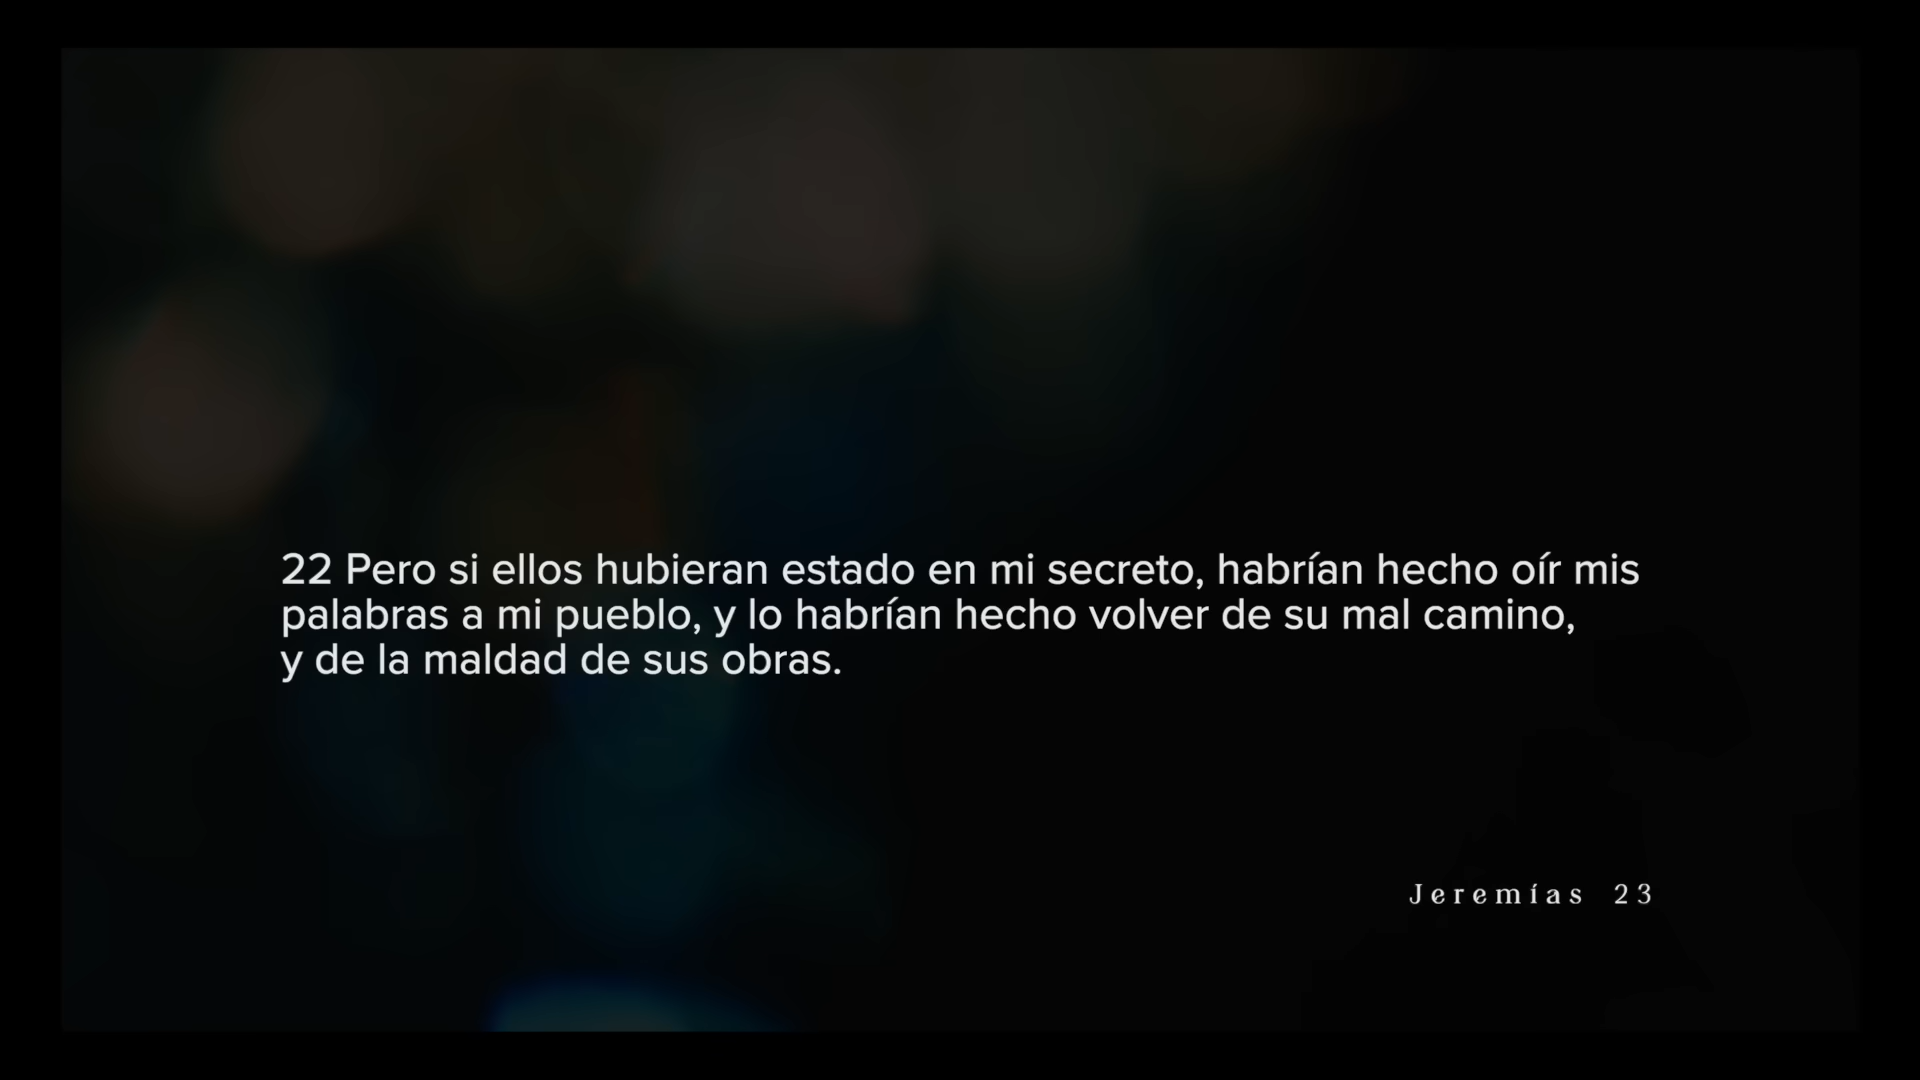 22 Pero si ellos hubieran estado en mi secreto, habrían hecho oír mis
palabras a mi pueblo, y lo habrían hecho volver de su mal camino,
y de la maldad de sus obras.
Jeremías 23